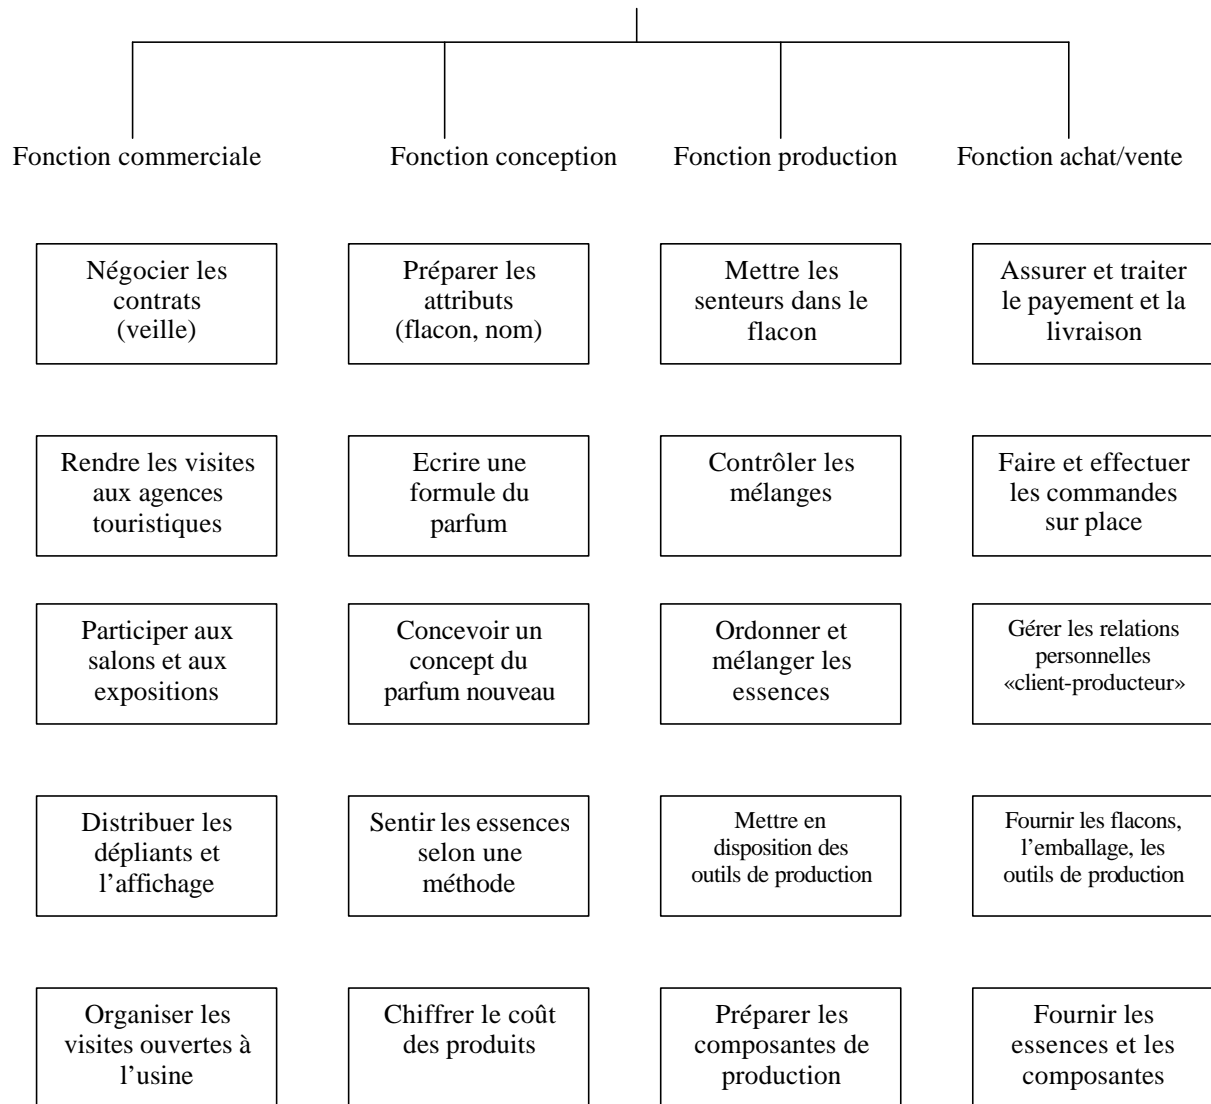 Fonction commerciale
Fonction conception
Fonction production
Fonction achat/vente
Négocier les
contrats
(veille)
Préparer les
attributs
(flacon, nom)
Mettre les
senteurs dans le
flacon
Assurer et traiter
le payement et la
livraison
Rendre les visites
aux agences
touristiques
Ecrire une
formule du
parfum
Contrôler les
mélanges
Faire et effectuer
les commandes
sur place
Participer aux
salons et aux
expositions
Concevoir un
concept du
parfum nouveau
Ordonner et
mélanger les
essences
Gérer les relations
personnelles
«client-producteur»
Distribuer les
dépliants et
l’affichage
Sentir les essences
selon une
méthode
Mettre en
disposition des
outils de production
Fournir les flacons,
l’emballage, les
outils de production
Organiser les
visites ouvertes à
l’usine
Chiffrer le coût
des produits
Préparer les
composantes de
production
Fournir les
essences et les
composantes